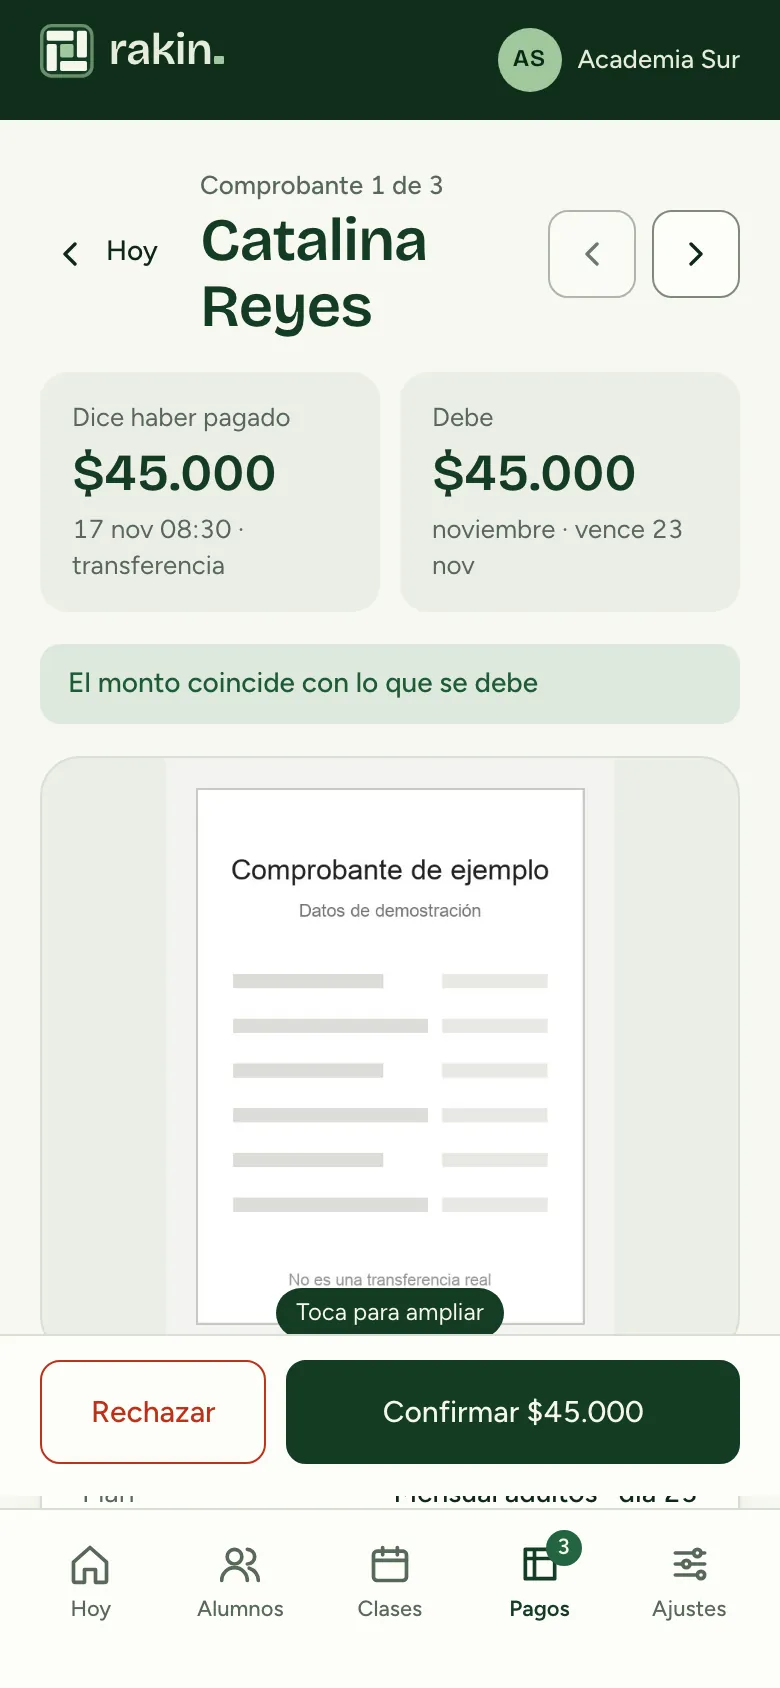 rakin.
AS
Academia Sur
Comprobante 1 de 3
Hoy
Catalina
Reyes
Dice haber pagado
$45.000
17 nov 08:30 ·
transferencia
Debe
$45.000
noviembre · vence 23
nov
El monto coincide con lo que se debe
Comprobante de ejemplo
Datos de demostración
No es una transferencia real
Toca para ampliar
Rechazar
Confirmar $45.000
Plan
Mensual adultos
Hoy
Alumnos
Clases
3
Pagos
Ajustes